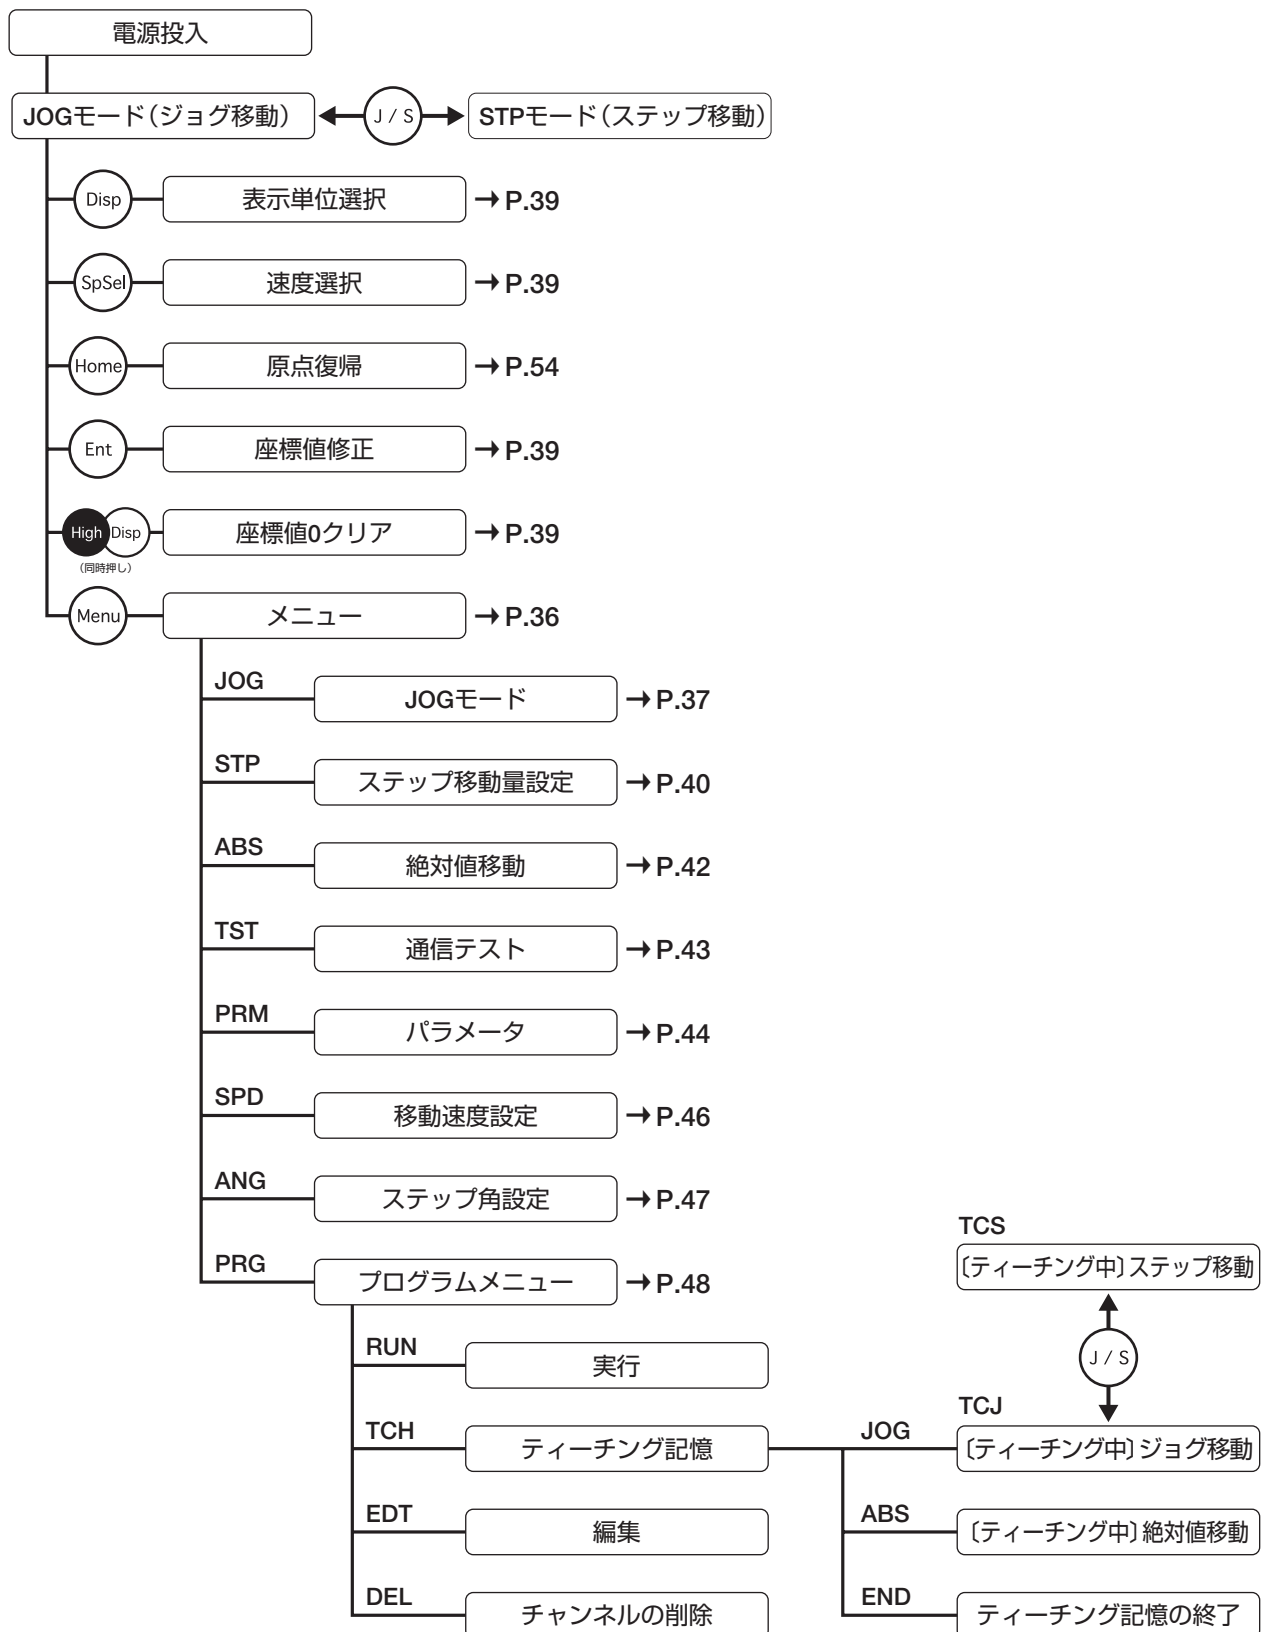 電源投入
JOGモード（ジョグ移動） J / S STPモード（ステップ移動）
Disp 表示単位選択 → P.39
SpSel 速度選択 → P.39
Home 原点復帰 → P.54
Ent 座標値修正 → P.39
High Disp 座標値0クリア → P.39
（同時押し）
Menu メニュー → P.36
JOG JOGモード → P.37
STP ステップ移動量設定 → P.40
ABS 絶対値移動 → P.42
TST 通信テスト → P.43
PRM パラメータ → P.44
SPD 移動速度設定 → P.46
ANG ステップ角設定 → P.47
TCS
〔ティーチング中〕ステップ移動
PRG プログラムメニュー → P.48
RUN 実行
J / S
TCJ
TCH ティーチング記憶 JOG 〔ティーチング中〕ジョグ移動
EDT 編集 ABS 〔ティーチング中〕絶対値移動
DEL チャンネルの削除 END ティーチング記憶の終了